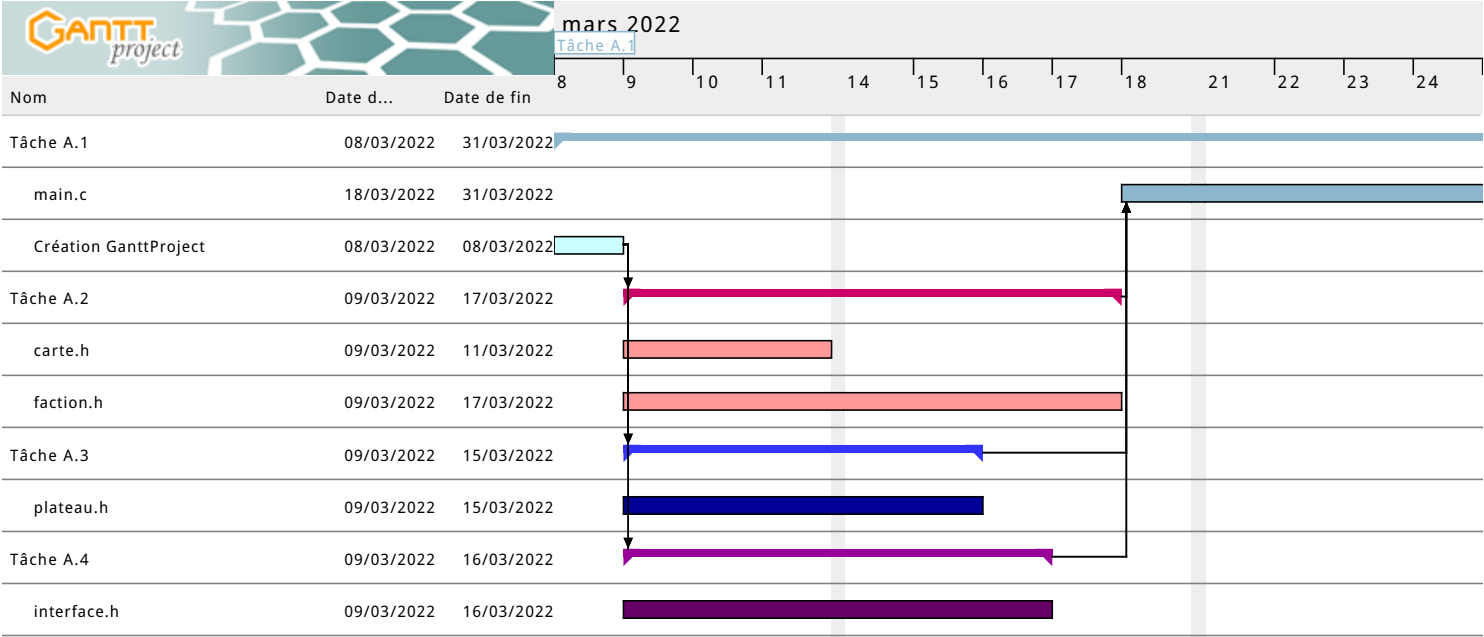 GANTT
project
mars 2022
Tâche A.1
8 9 10 11 14 15 16 17 18 21 22 23 24
Nom Date d... Date de fin
Tâche A.1 08/03/2022 31/03/2022
main.c 18/03/2022 31/03/2022
Création GanttProject 08/03/2022 08/03/2022
Tâche A.2 09/03/2022 17/03/2022
carte.h 09/03/2022 11/03/2022
faction.h 09/03/2022 17/03/2022
Tâche A.3 09/03/2022 15/03/2022
plateau.h 09/03/2022 15/03/2022
Tâche A.4 09/03/2022 16/03/2022
interface.h 09/03/2022 16/03/2022